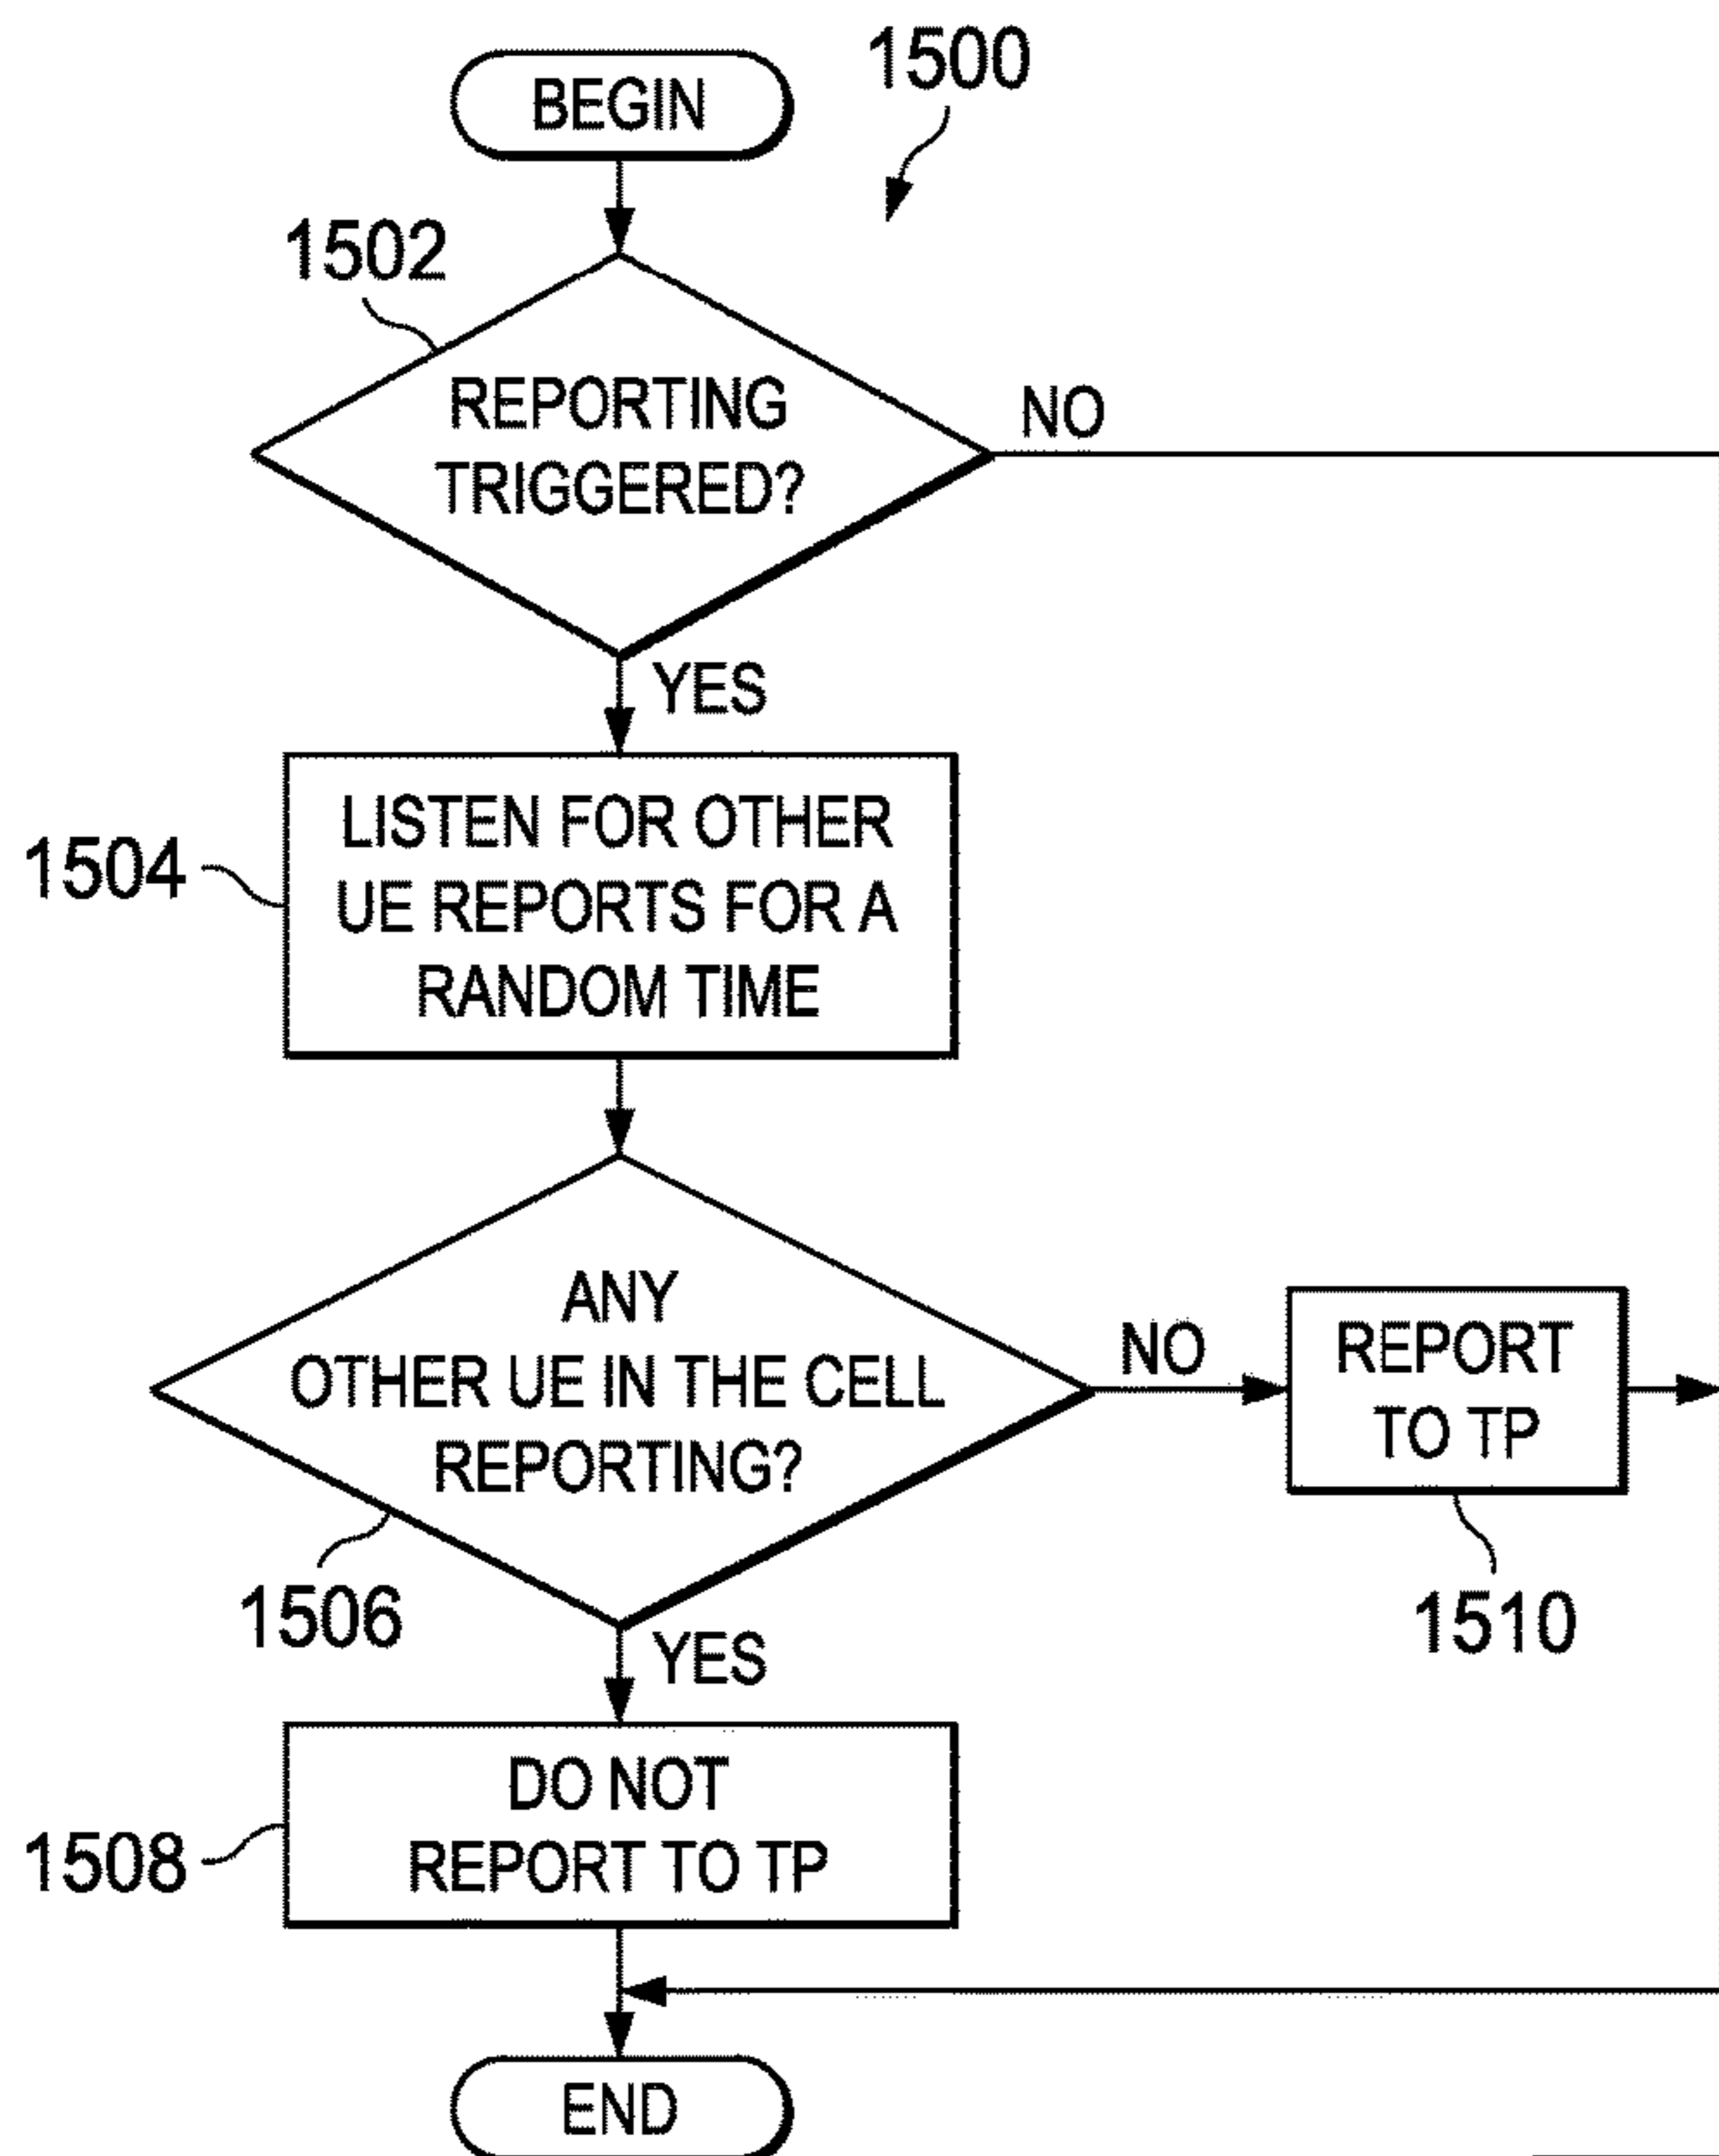 BEGIN
1500
1502
REPORTING
TRIGGERED?
NO
YES
1504
LISTEN FOR OTHER
UE REPORTS FOR A
RANDOM TIME
ANY
OTHER UE IN THE CELL
REPORTING?
NO
REPORT
TO TP
1506
1510
YES
1508
DO NOT
REPORT TO TP
END